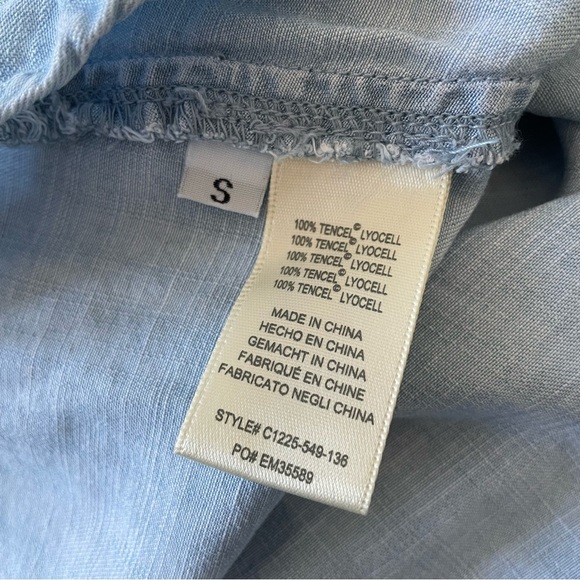 S
100% TENCEL© LYOCELL
100% TENCEL© LYOCELL
100% TENCEL© LYOCELL
100% TENCEL© LYOCELL
100% TENCEL© LYOCELL
MADE IN CHINA
HECHO EN CHINA
GEMACHT IN CHINA
FABRIQUÉ EN CHINE
FABRICATO NEGLI CHINA
STYLE# C1225-549-136
PO# EM35589